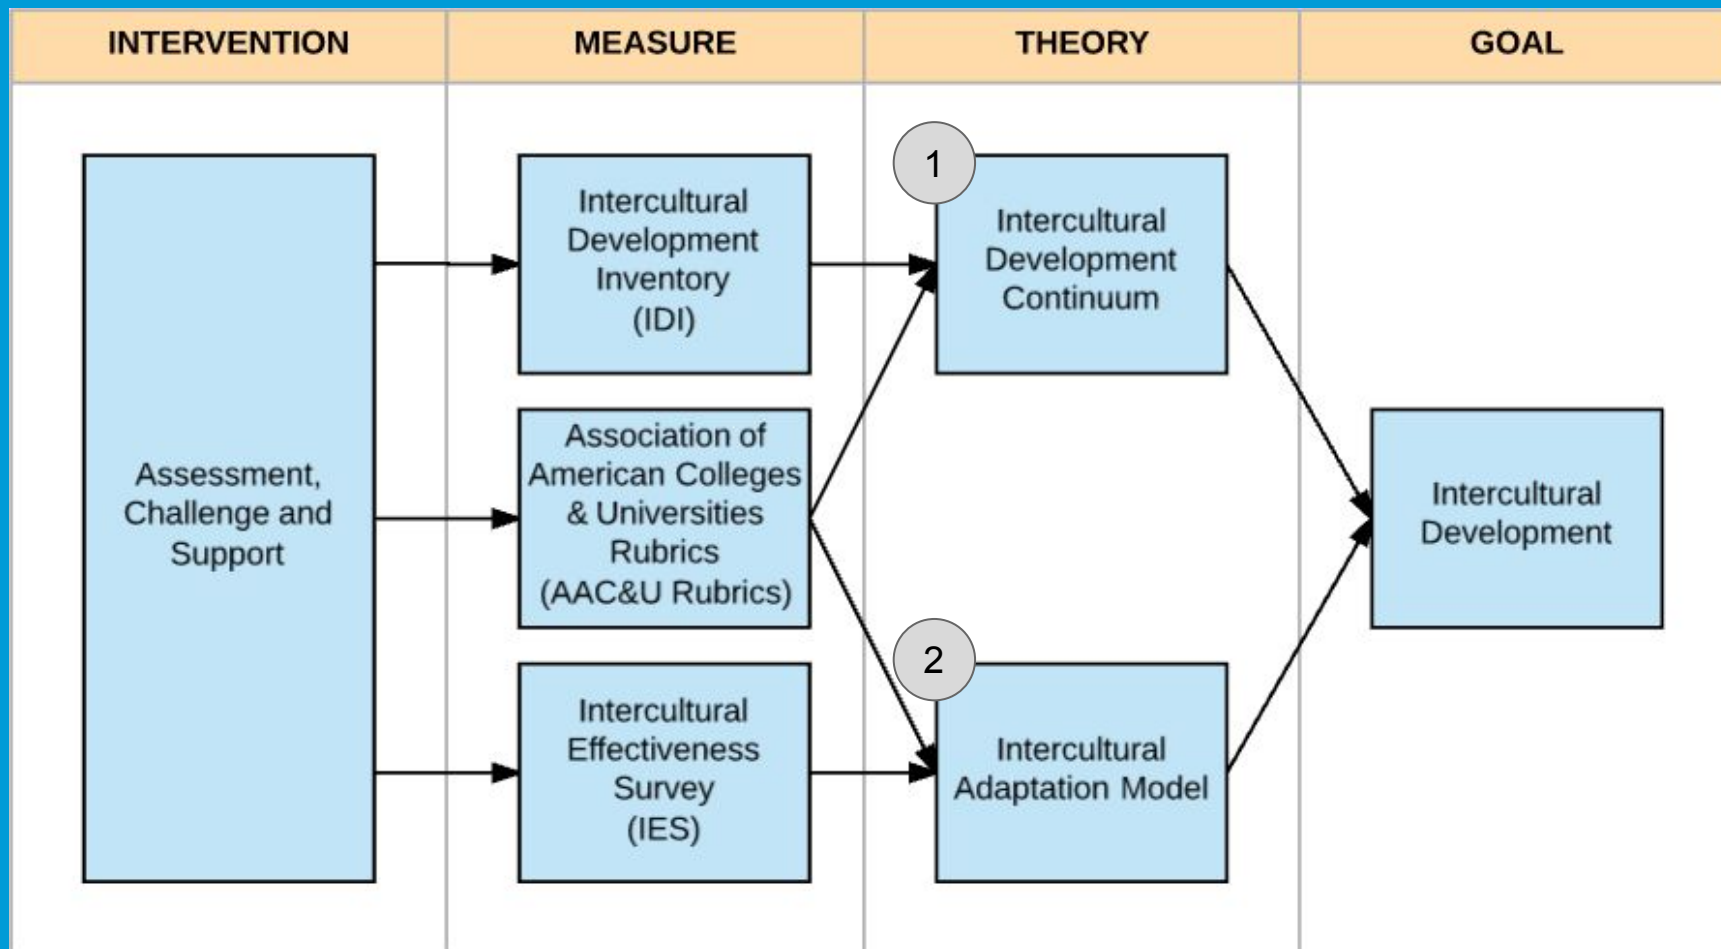 INTERVENTION
MEASURE
THEORY
GOAL
Assessment,
Challenge and
Support
Intercultural
Development
Inventory
(IDI)
Association of
American Colleges
& Universities
Rubrics
(AAC&U Rubrics)
Intercultural
Effectiveness
Survey
(IES)
1
Intercultural
Development
Continuum
2
Intercultural
Adaptation Model
Intercultural
Development